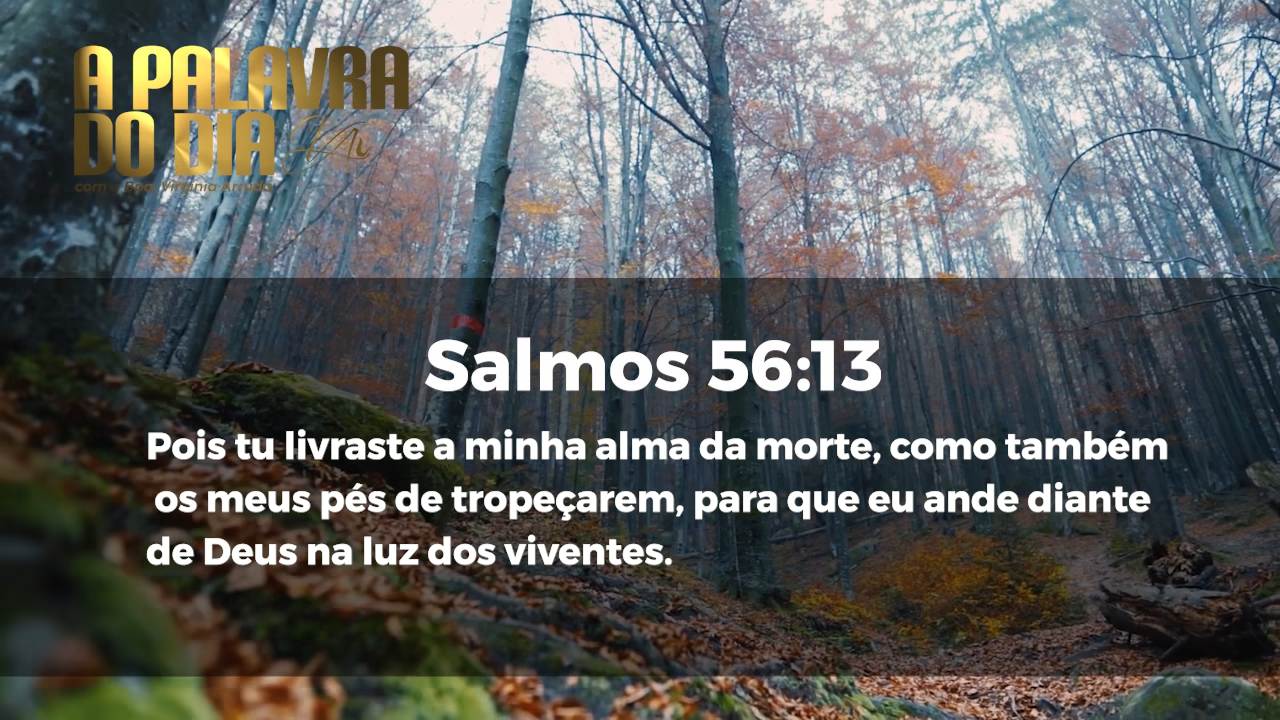 A PALAVRA
DO DIA
Salmos 56:13
Pois tu livraste a minha alma da morte, como também
os meus pés de tropeçarem, para que eu ande diante
de Deus na luz dos viventes.